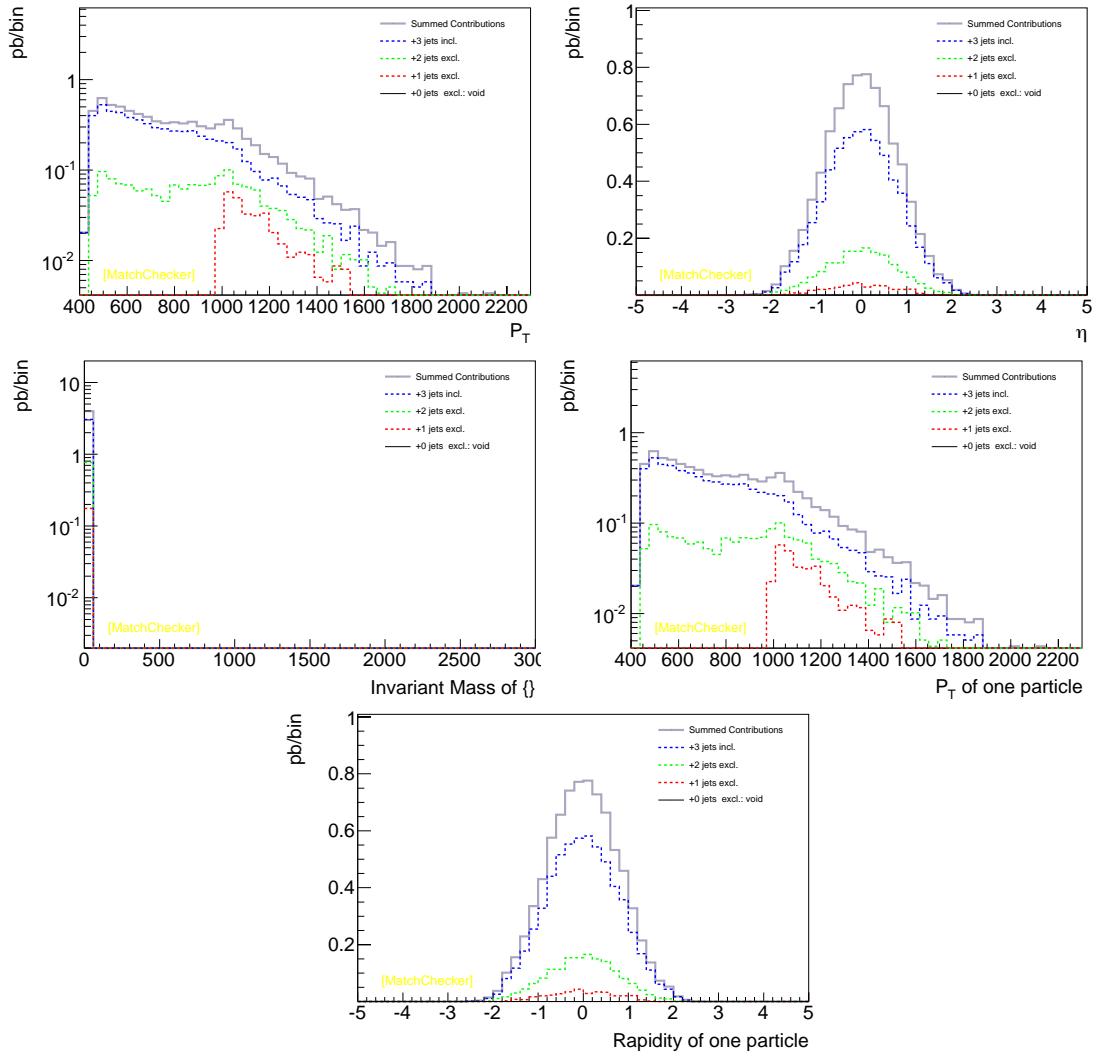 pb/bin
Summed Contributions
+3 jets incl.
+2 jets excl.
+1 jets excl.
+0 jets excl.: void
1
10-1
10-2
[MatchChecker]
400 600 800 1000 1200 1400 1600 1800 2000 2200
PT
pb/bin
Summed Contributions
+3 jets incl.
+2 jets excl.
+1 jets excl.
+0 jets excl.: void
1
0.8
0.6
0.4
0.2
[MatchChecker]
-5 -4 -3 -2 -1 0 1 2 3 4 5
η
pb/bin
Summed Contributions
+3 jets incl.
+2 jets excl.
+1 jets excl.
+0 jets excl.: void
10
1
10-1
10-2
[MatchChecker]
0 500 1000 1500 2000 2500 3000
Invariant Mass of {}
pb/bin
Summed Contributions
+3 jets incl.
+2 jets excl.
+1 jets excl.
+0 jets excl.: void
1
10-1
10-2
[MatchChecker]
400 600 800 1000 1200 1400 1600 1800 2000 2200
PT of one particle
pb/bin
Summed Contributions
+3 jets incl.
+2 jets excl.
+1 jets excl.
+0 jets excl.: void
1
0.8
0.6
0.4
0.2
[MatchChecker]
-5 -4 -3 -2 -1 0 1 2 3 4 5
Rapidity of one particle